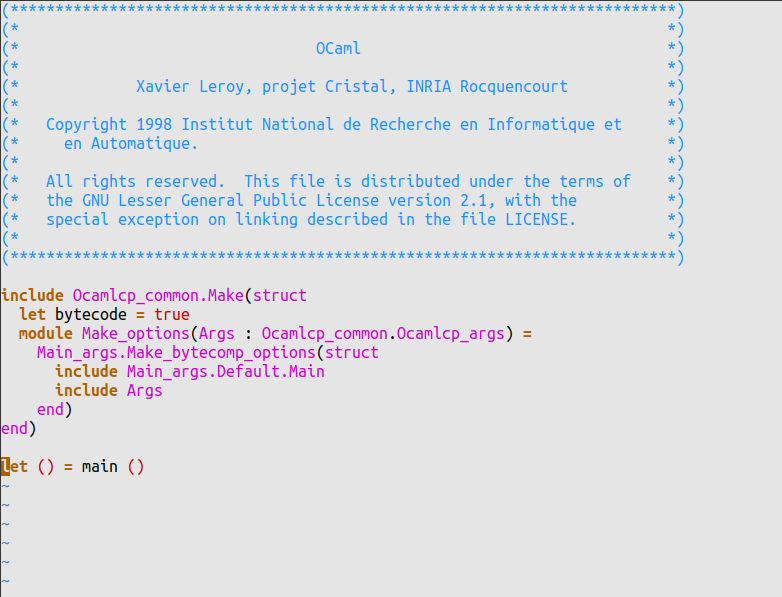 (**************************************************************************)
(*                                                                        *)
(*                                 OCaml                                  *)
(*                                                                        *)
(*             Xavier Leroy, projet Cristal, INRIA Rocquencourt           *)
(*                                                                        *)
(*   Copyright 1998 Institut National de Recherche en Informatique et     *)
(*     en Automatique.                                                    *)
(*                                                                        *)
(*   All rights reserved.  This file is distributed under the terms of    *)
(*   the GNU Lesser General Public License version 2.1, with the          *)
(*   special exception on linking described in the file LICENSE.          *)
(*                                                                        *)
(**************************************************************************)

include Ocamlcp_common.Make(struct
  let bytecode = true
  module Make_options(Args : Ocamlcp_common.Ocamlcp_args) =
    Main_args.Make_bytecomp_options(struct
      include Main_args.Default.Main
      include Args
    end)
end)

let () = main ()
~
~
~
~
~
~